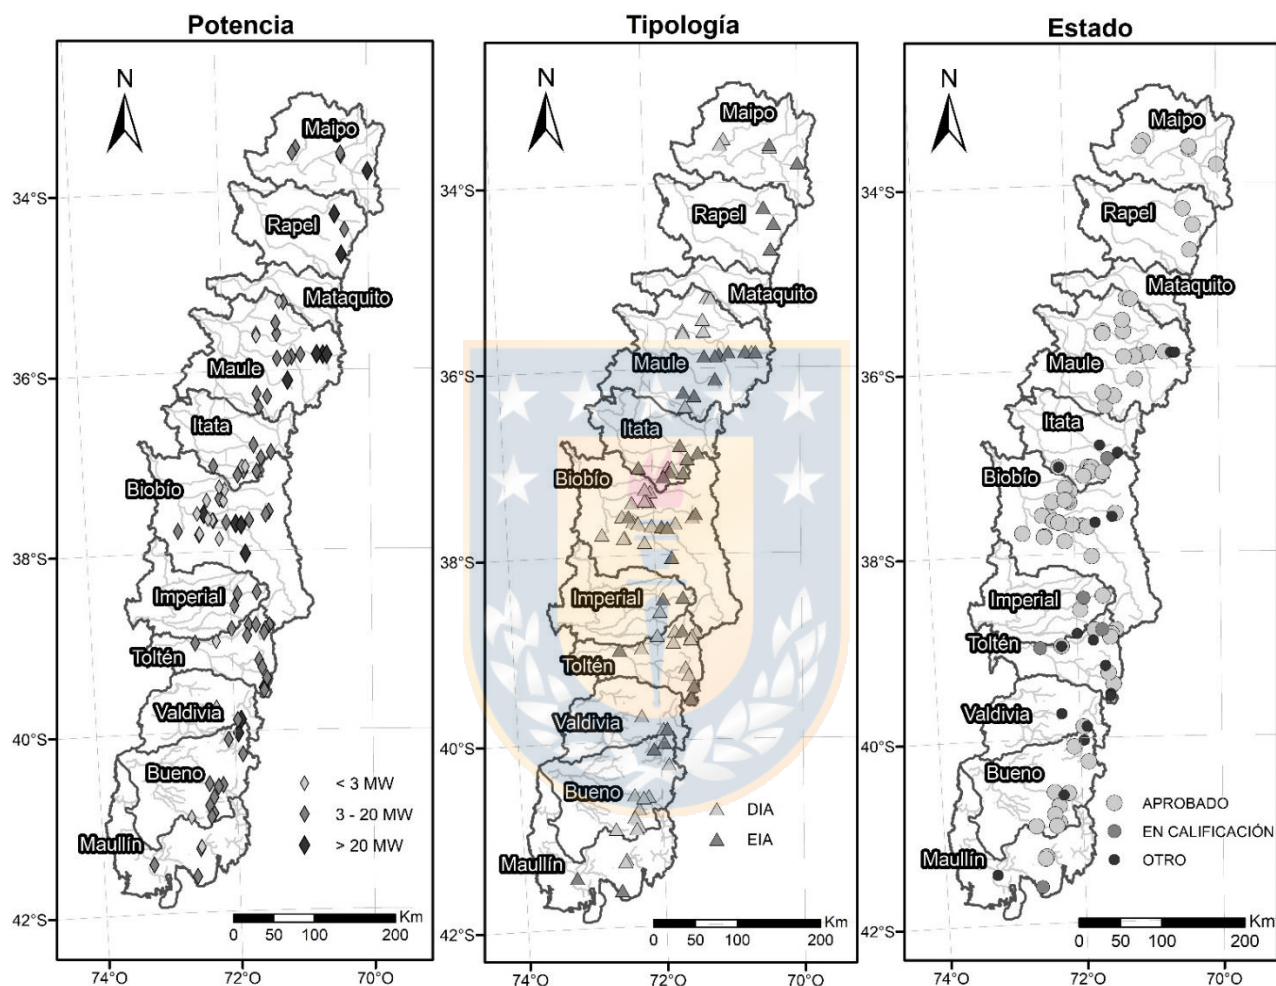 Potencia
N
Maipo
34°S
Rapel
Mataquito
Maule
36°S
Itata
Biobío
38°S
Imperial
Toltén
Valdivia
40°S
Bueno
< 3 MW
3 - 20 MW
Maullín
> 20 MW
Km
0 50 100 200
42°S
74°O 72°O 70°O
Tipología
N
Maipo
34°S
Rapel
Mataquito
Maule
36°S
Itata
Biobío
38°S
Imperial
Toltén
Valdivia
40°S
Bueno
DIA
EIA
Maullín
Km
0 50 100 200
42°S
74°O 72°O 70°O
Estado
N
Maipo
34°S
Rapel
Mataquito
Maule
36°S
Itata
Biobío
38°S
Imperial
Toltén
Valdivia
40°S
Bueno
APROBADO
EN CALIFICACIÓN
Maullín
OTRO
Km
0 50 100 200
42°S
74°O 72°O 70°O